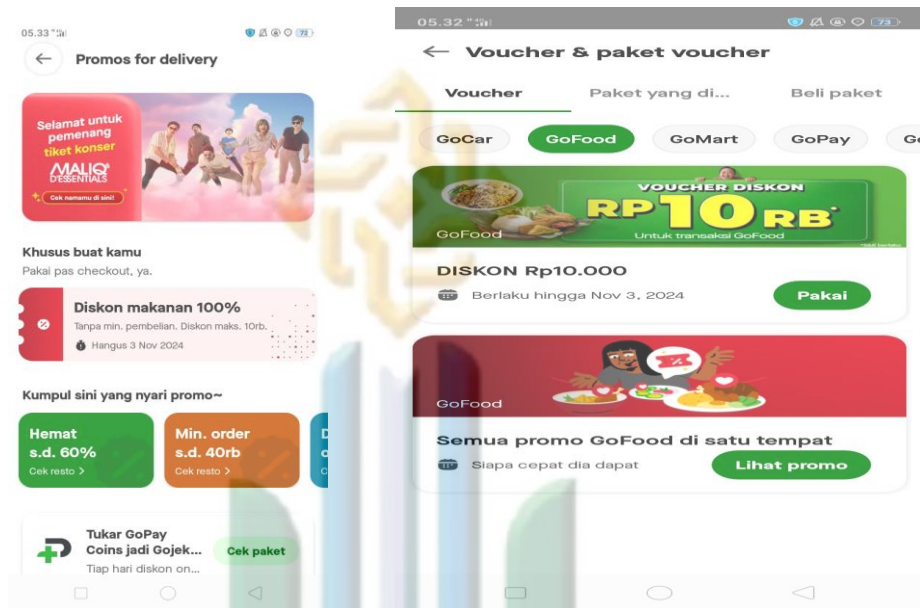 05.33
72
Promos for delivery
Selamat untuk
pemenang
tiket konser
MALIQ
D'ESSENTIALS
Cek namamu di sini!
Khusus buat kamu
Pakai pas checkout, ya.
Diskon makanan 100%
Tanpa min. pembelian. Diskon maks. 10rb.
Hangus 3 Nov 2024
Kumpul sini yang nyari promo~
Hemat
s.d. 60%
Cek resto >
Min. order
s.d. 40rb
Cek resto >
D
Tukar GoPay
Coins jadi Gojek...
Tiap hari diskon on...
Cek paket
05.32
73
Voucher & paket voucher
Voucher
Paket yang di...
Beli paket
GoCar
GoFood
GoMart
GoPay
VOUCHER DISKON
RP10RB*
Untuk transaksi GoFood
GoFood
DISKON Rp10.000
Berlaku hingga Nov 3, 2024
Pakai
GoFood
Semua promo GoFood di satu tempat
Siapa cepat dia dapat
Lihat promo